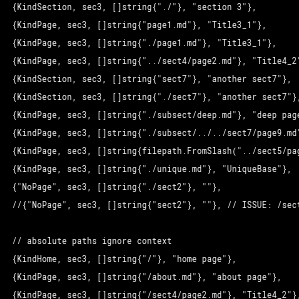 {KindSection, sec3, []string{"./"}, "section 3"},
{KindPage, sec3, []string{"page1.md"}, "Title3_1"},
{KindPage, sec3, []string{"./page1.md"}, "Title3_1"},
{KindPage, sec3, []string{"../sect4/page2.md"}, "Title4_2"
{KindSection, sec3, []string{"sect7"}, "another sect7"},
{KindSection, sec3, []string{"./sect7"}, "another sect7"},
{KindPage, sec3, []string{"./subsect/deep.md"}, "deep page
{KindPage, sec3, []string{"./subsect/../../sect7/page9.md"
{KindPage, sec3, []string{filepath.FromSlash("../sect5/pag
{KindPage, sec3, []string{"./unique.md"}, "UniqueBase"},
{"NoPage", sec3, []string{"./sect2"}, ""},
//{"NoPage", sec3, []string{"sect2"}, ""}, // ISSUE: /sect
// absolute paths ignore context
{KindHome, sec3, []string{"/"}, "home page"},
{KindPage, sec3, []string{"/about.md"}, "about page"},
{KindPage, sec3, []string{"/sect4/page2.md"}, "Title4_2"}